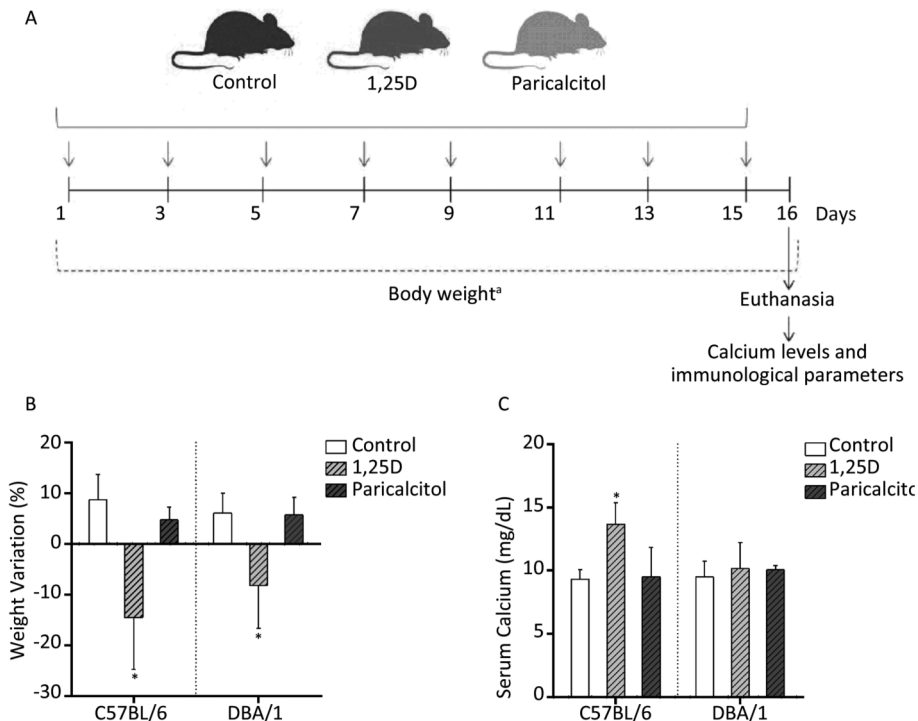 A
Control 1,25D Paricalcitol
1 3 5 7 9 11 13 15 16 Days
Body weightᵃ
Euthanasia
Calcium levels and
immunological parameters
B
Weight Variation (%)
20
10
0
-10
-20
-30
*
*
C57BL/6 DBA/1
Control
1,25D
Paricalcitol
C
Serum Calcium (mg/dL)
20
15
10
5
0
*
C57BL/6 DBA/1
Control
1,25D
Paricalcito